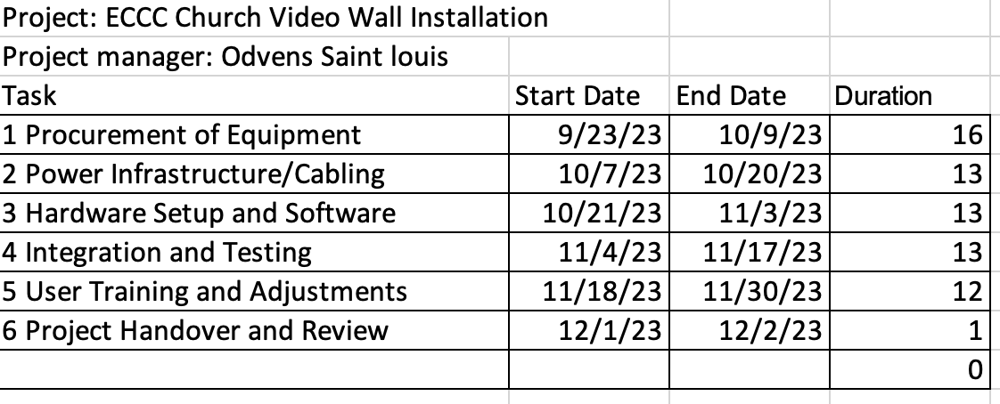 Project: ECCC Church Video Wall Installation
Project manager: Odvens Saint louis
Task Start Date End Date Duration
1 Procurement of Equipment 9/23/23 10/9/23 16
2 Power Infrastructure/Cabling 10/7/23 10/20/23 13
3 Hardware Setup and Software 10/21/23 11/3/23 13
4 Integration and Testing 11/4/23 11/17/23 13
5 User Training and Adjustments 11/18/23 11/30/23 12
6 Project Handover and Review 12/1/23 12/2/23 1
0